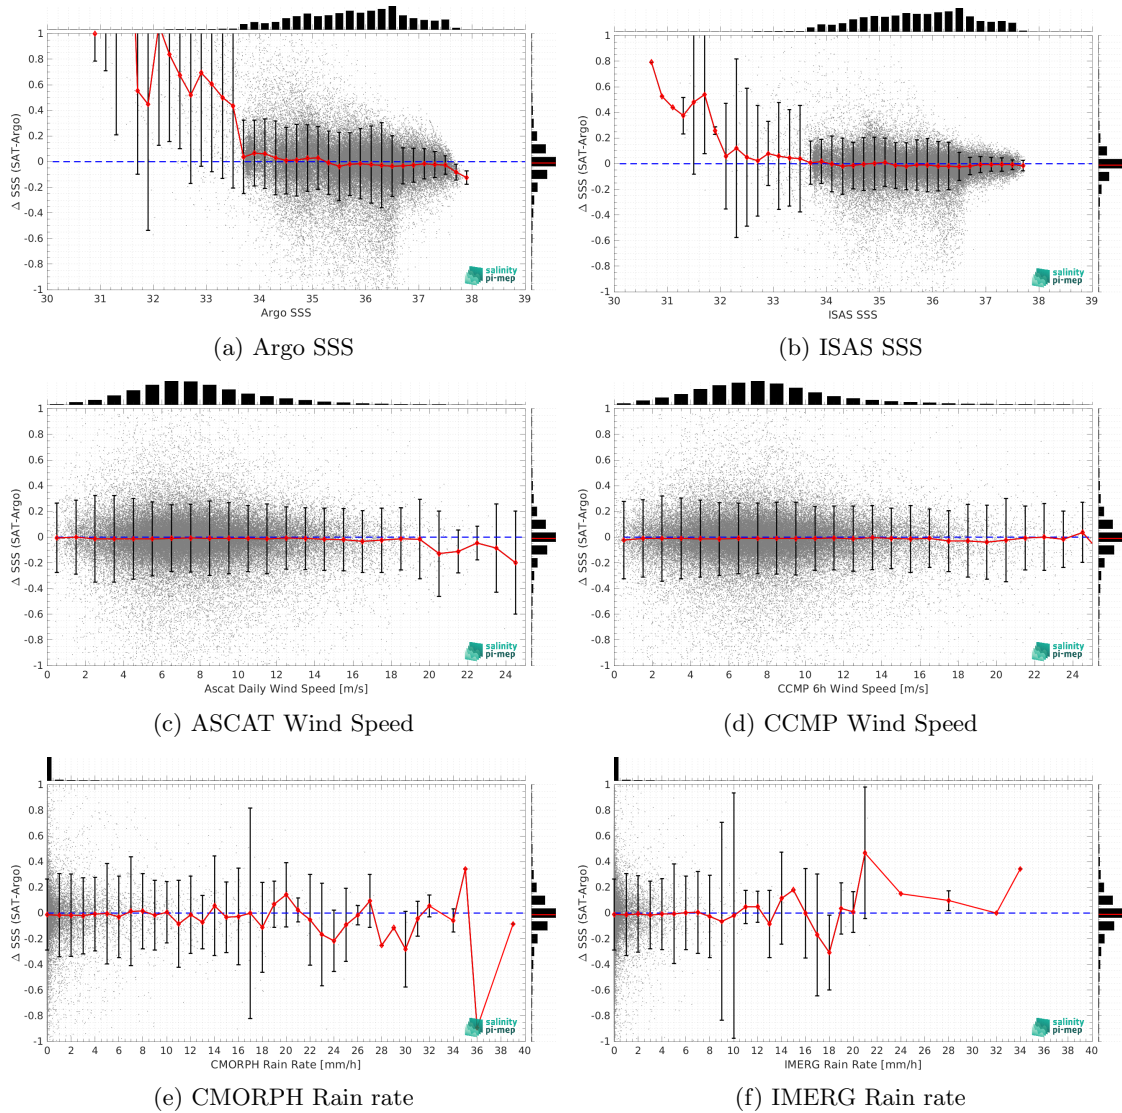 1
0.8
0.6
0.4
0.2
0
-0.2
-0.4
-0.6
-0.8
-1
Δ SSS (SAT-Argo)
30 31 32 33 34 35 36 37 38 39
Argo SSS
salinity
pi-mep
(a) Argo SSS
1
0.8
0.6
0.4
0.2
0
-0.2
-0.4
-0.6
-0.8
-1
Δ SSS (SAT-Argo)
30 31 32 33 34 35 36 37 38 39
ISAS SSS
salinity
pi-mep
(b) ISAS SSS
1
0.8
0.6
0.4
0.2
0
-0.2
-0.4
-0.6
-0.8
-1
Δ SSS (SAT-Argo)
0 2 4 6 8 10 12 14 16 18 20 22 24
Ascat Daily Wind Speed [m/s]
salinity
pi-mep
(c) ASCAT Wind Speed
1
0.8
0.6
0.4
0.2
0
-0.2
-0.4
-0.6
-0.8
-1
Δ SSS (SAT-Argo)
0 2 4 6 8 10 12 14 16 18 20 22 24
CCMP 6h Wind Speed [m/s]
salinity
pi-mep
(d) CCMP Wind Speed
1
0.8
0.6
0.4
0.2
0
-0.2
-0.4
-0.6
-0.8
-1
Δ SSS (SAT-Argo)
0 2 4 6 8 10 12 14 16 18 20 22 24 26 28 30 32 34 36 38 40
CMORPH Rain Rate [mm/h]
salinity
pi-mep
(e) CMORPH Rain rate
1
0.8
0.6
0.4
0.2
0
-0.2
-0.4
-0.6
-0.8
-1
Δ SSS (SAT-Argo)
0 2 4 6 8 10 12 14 16 18 20 22 24 26 28 30 32 34 36 38 40
IMERG Rain Rate [mm/h]
salinity
pi-mep
(f) IMERG Rain rate